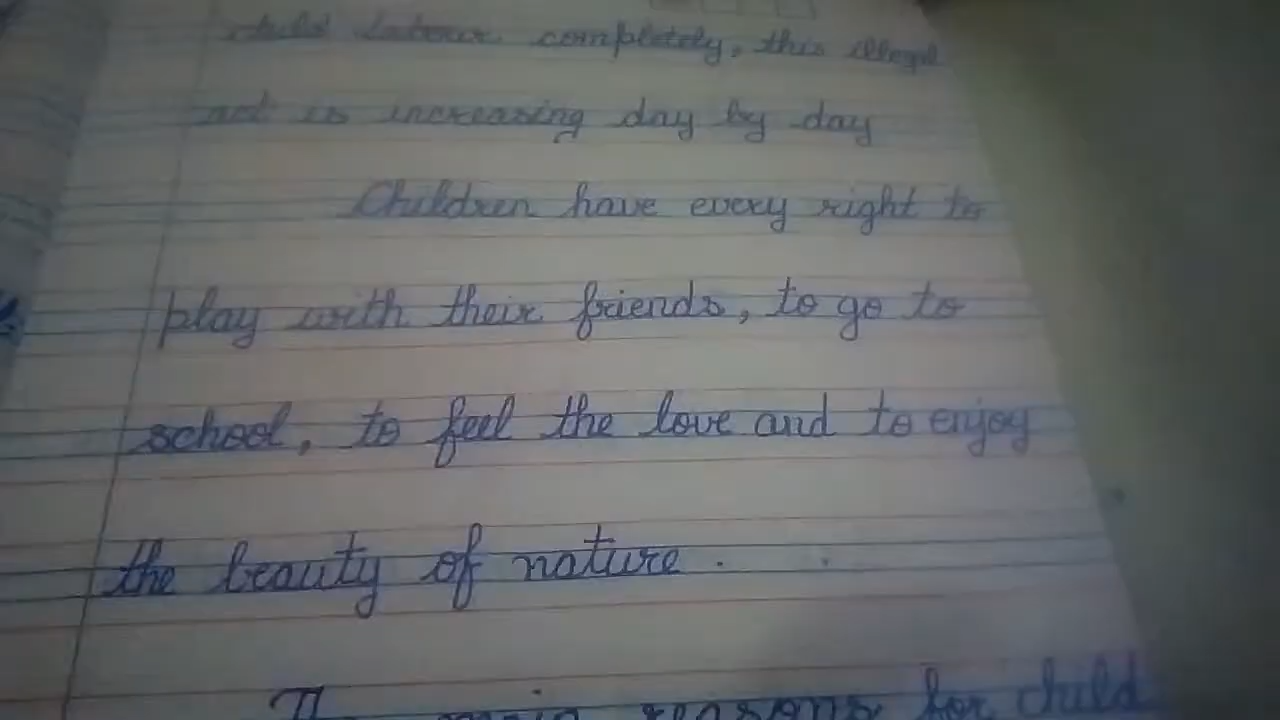 child labour completely, this illegal
act is increasing day by day
Children have every right to
play with their friends, to go to
school, to feel the love and to enjoy
the beauty of nature.
main reasons for child